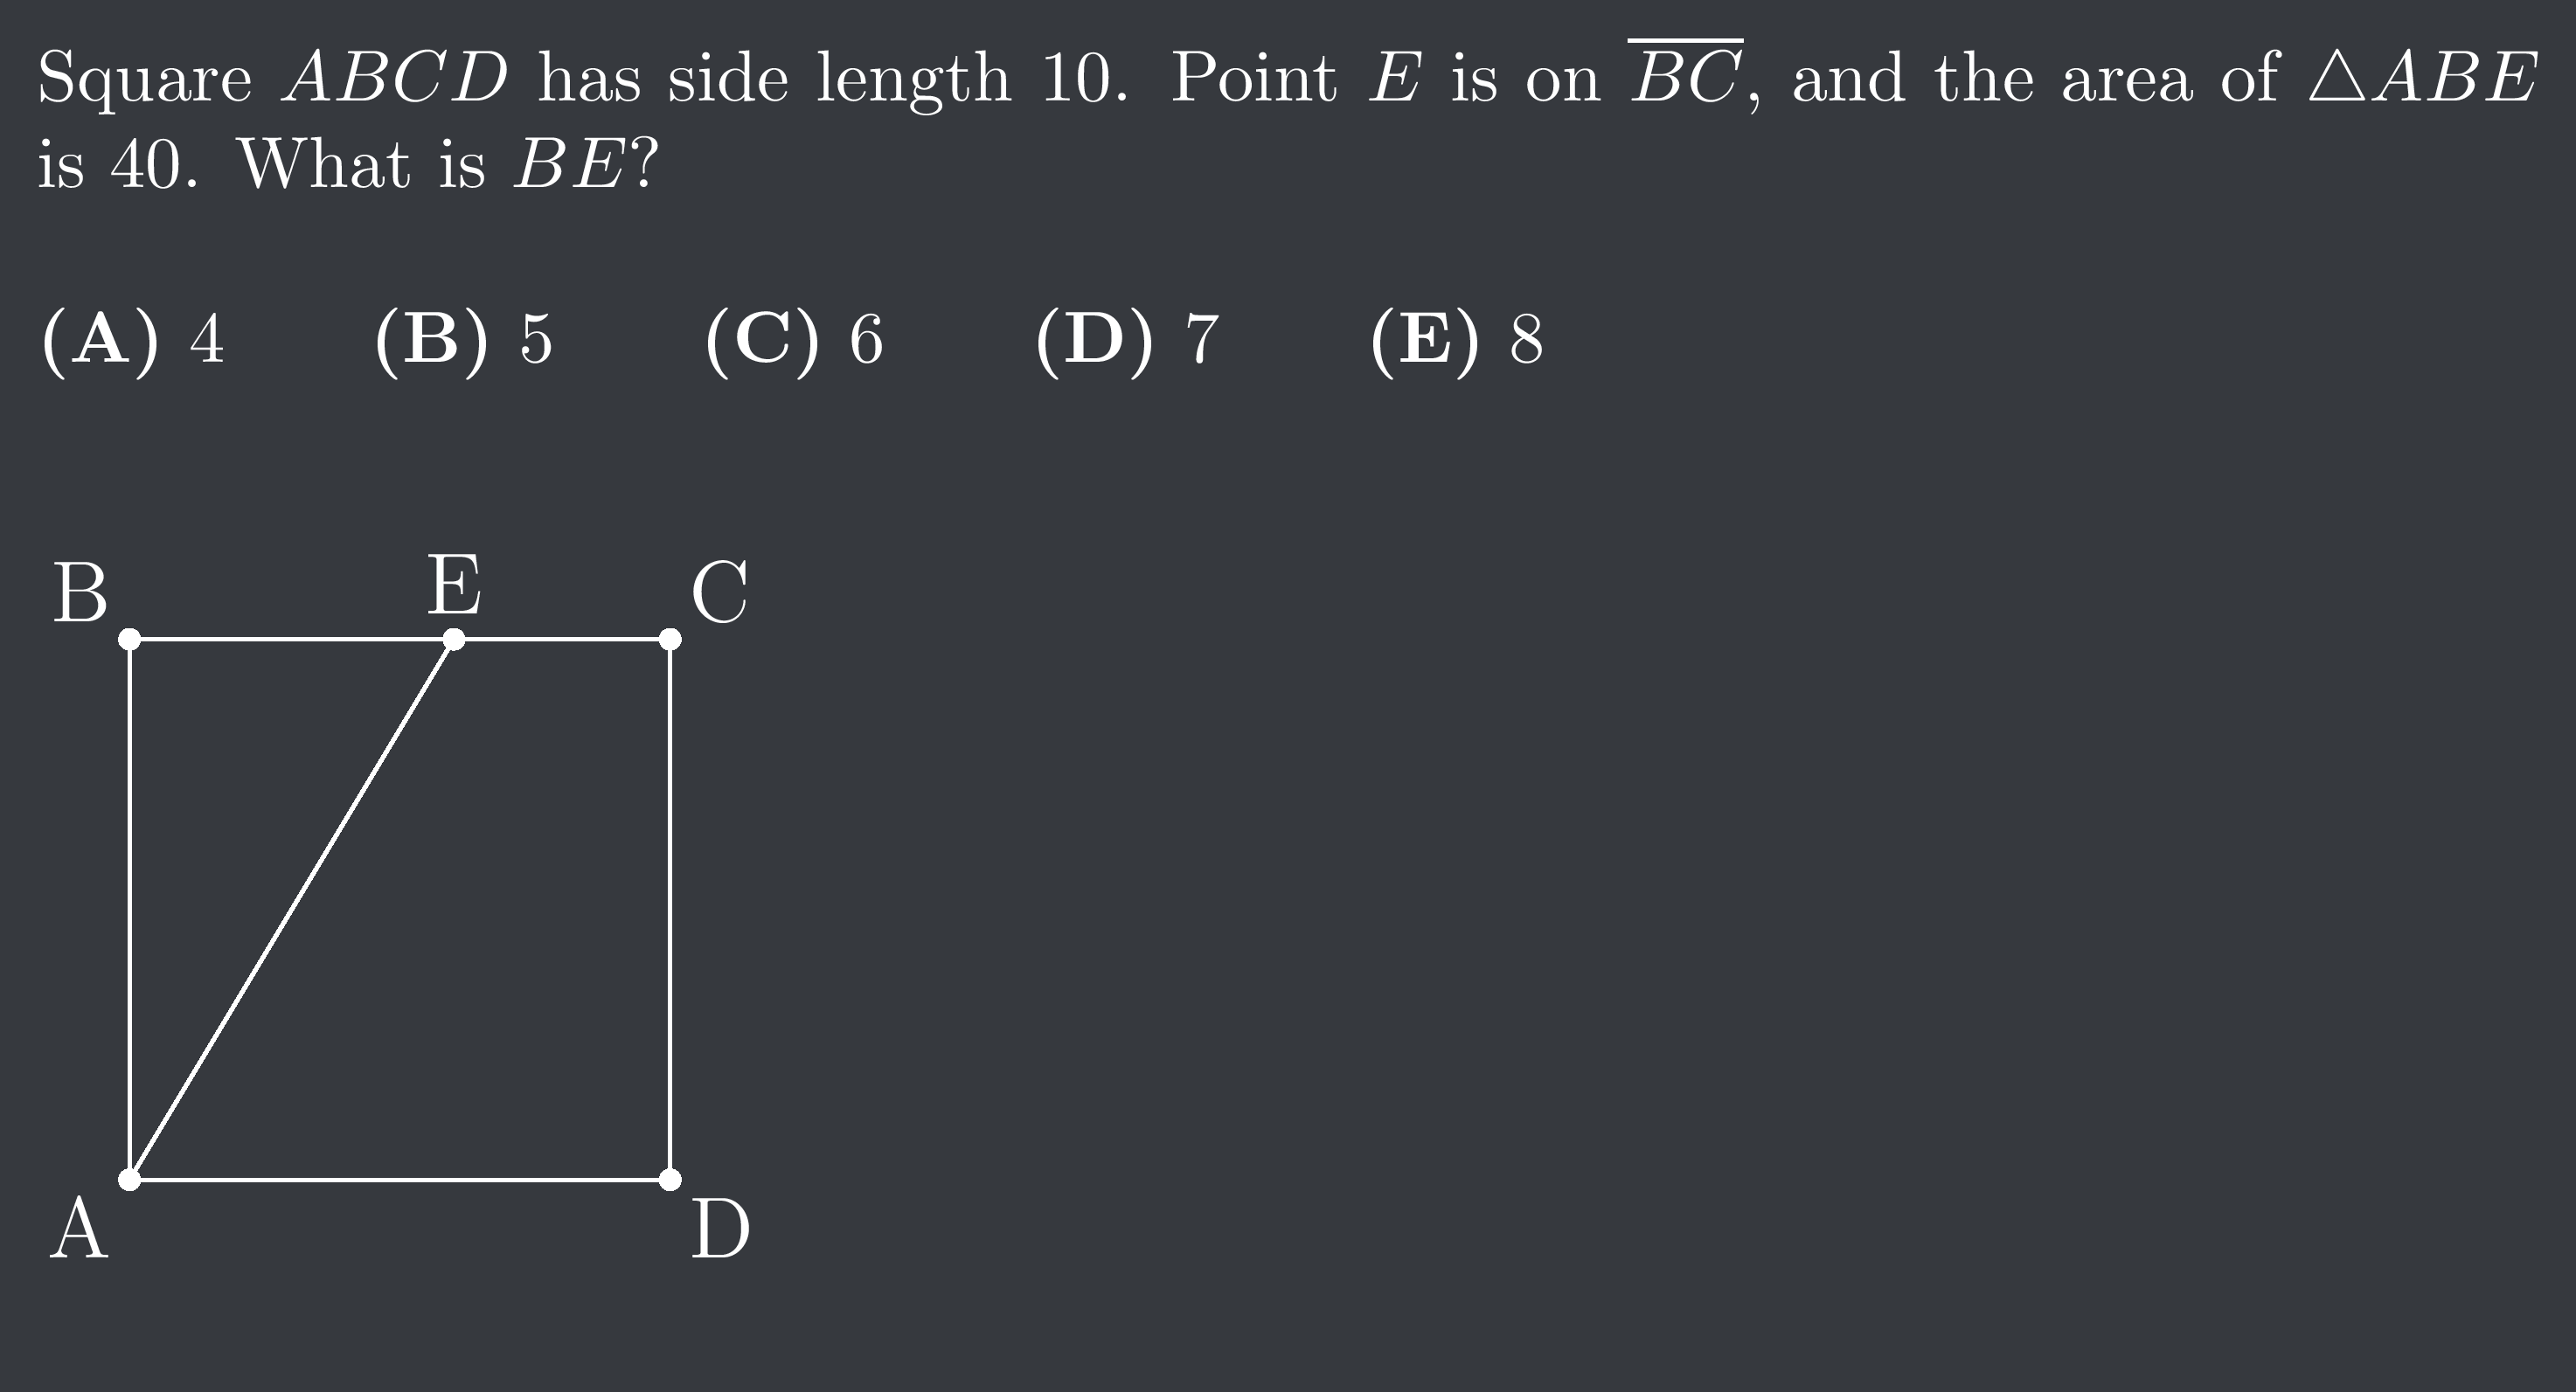 Square ABCD has side length 10. Point E is on \overline{BC}, and the area of △ABE
is 40. What is BE?
(A) 4 (B) 5 (C) 6 (D) 7 (E) 8
B E C
A D